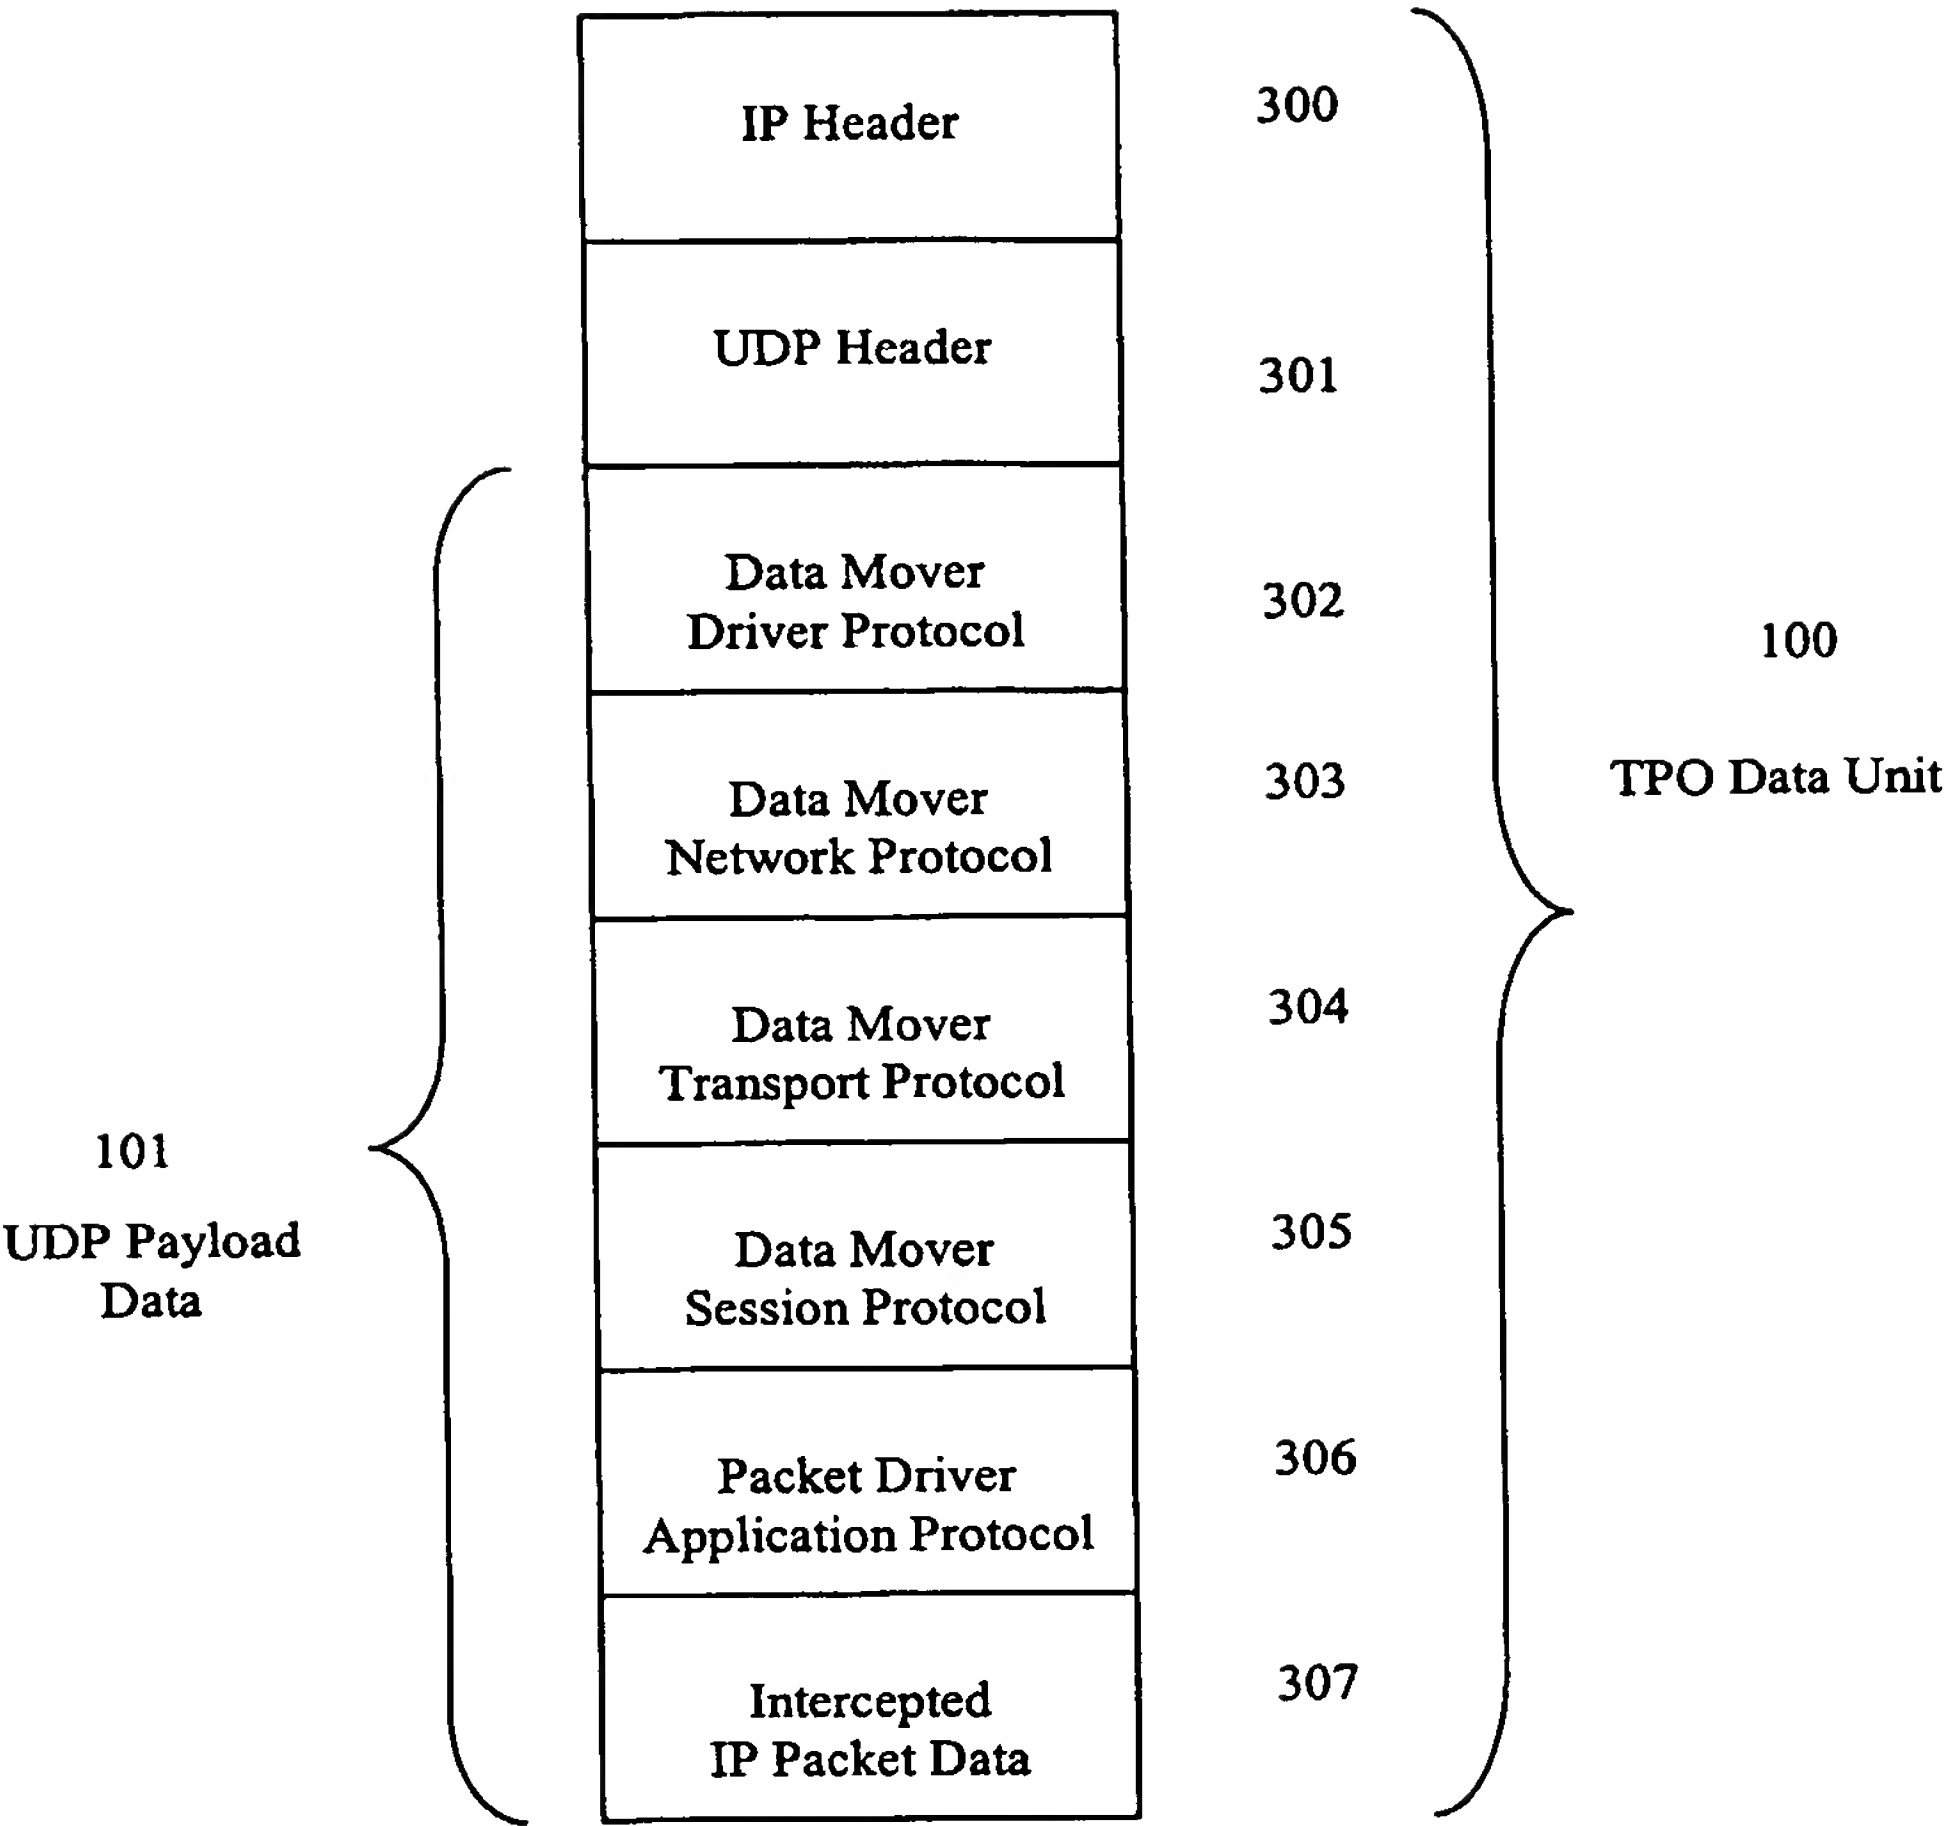 IP Header
300
UDP Header
301
Data Mover
Driver Protocol
302
100
TPO Data Unit
Data Mover
Network Protocol
303
Data Mover
Transport Protocol
304
101
UDP Payload
Data
Data Mover
Session Protocol
305
Packet Driver
Application Protocol
306
Intercepted
IP Packet Data
307